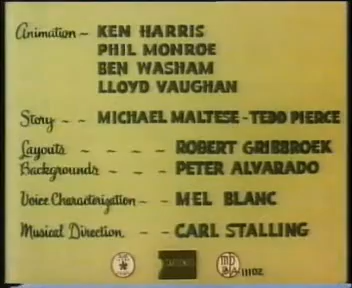 Animation ~ KEN HARRIS
PHIL MONROE
BEN WASHAM
LLOYD VAUGHAN
Story - - MICHAEL MALTESE - TEDD PIERCE
Layouts - - - - ROBERT GRIBBROEK
Backgrounds - - - PETER ALVARADO
Voice Characterization - - MEL BLANC
Musical Direction - - CARL STALLING
11102